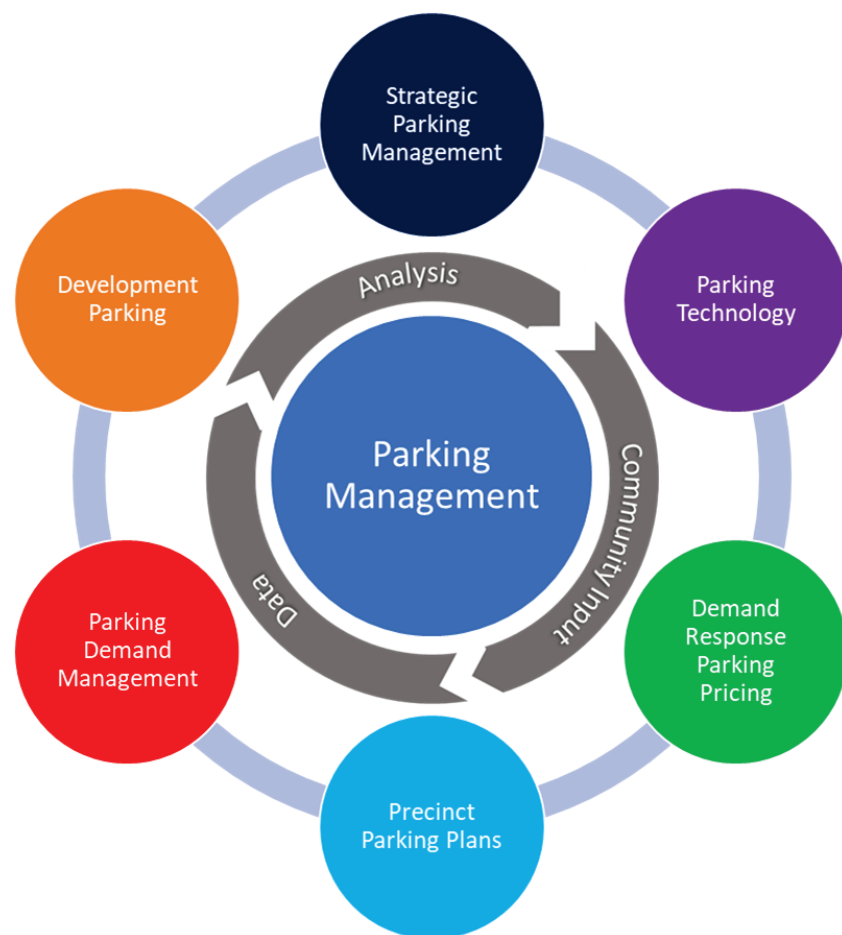 Strategic
Parking
Management
Development
Parking
Analysis
Parking
Technology
Parking
Management
Community Input
Data
Parking
Demand
Management
Demand
Response
Parking
Pricing
Precinct
Parking Plans